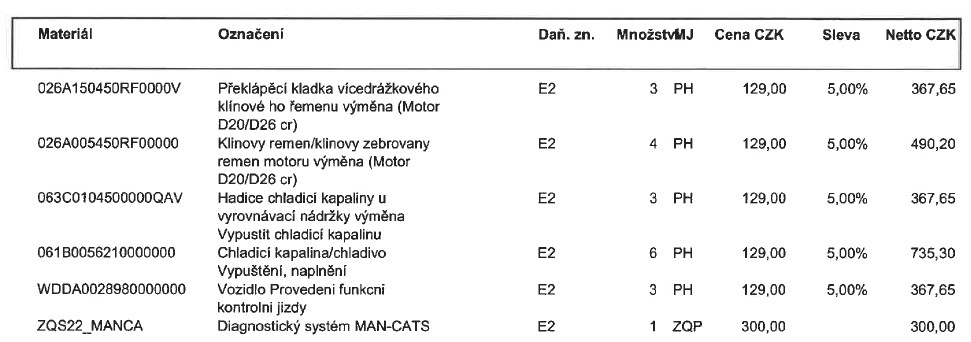 Materiál Označení Daň. zn. Množství MJ Cena CZK Sleva Netto CZK
026A150450RF0000V Překlápěcí kladka vícedrážkového E2 3 PH 129,00 5,00% 367,65
klínové ho řemenu výměna (Motor
D20/D26 cr)
026A005450RF00000 Klinovy remen/klinovy zebrovany E2 4 PH 129,00 5,00% 490,20
remen motoru výměna (Motor
D20/D26 cr)
063C0104500000QAV Hadice chladicí kapaliny u E2 3 PH 129,00 5,00% 367,65
vyrovnávací nádržky výměna
Vypustit chladicí kapalinu
061B0056210000000 Chladicí kapalina/chladivo E2 6 PH 129,00 5,00% 735,30
Vypuštění, naplnění
WDDA0028980000000 Vozidlo Provedeni funkcní E2 3 PH 129,00 5,00% 367,65
kontrolni jizdy
ZQS22_MANCA Diagnostický systém MAN-CATS E2 1 ZQP 300,00 300,00